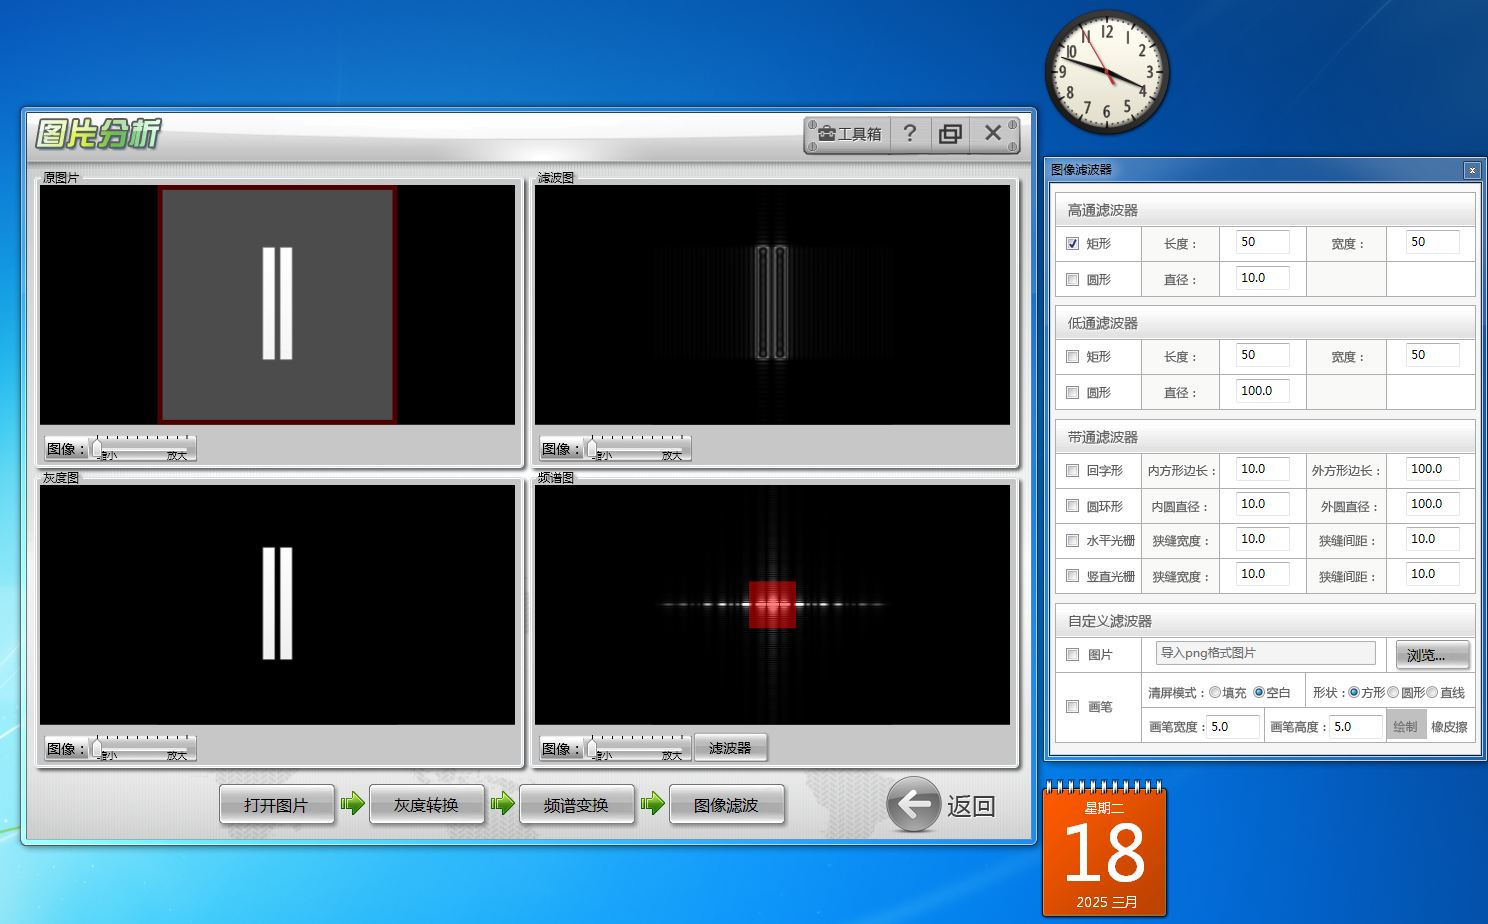 12
11
1
10
2
9
3
8
4
7
5
6
图片分析
工具箱
?
原图片
滤波图
图像：
缩小
放大
图像：
缩小
放大
灰度图
频谱图
图像：
缩小
放大
图像：
缩小
放大
滤波器
打开图片
灰度转换
频谱变换
图像滤波
返回
图像滤波器
高通滤波器
矩形 长度： 50 宽度： 50
圆形 直径： 10.0
低通滤波器
矩形 长度： 50 宽度： 50
圆形 直径： 100.0
带通滤波器
回字形 内方形边长： 10.0 外方形边长： 100.0
圆环形 内圆直径： 10.0 外圆直径： 100.0
水平光栅 狭缝宽度： 10.0 狭缝间距： 10.0
竖直光栅 狭缝宽度： 10.0 狭缝间距： 10.0
自定义滤波器
图片 导入png格式图片 浏览...
画笔
清屏模式： 填充 空白 形状： 方形 圆形 直线
画笔宽度： 5.0 画笔高度： 5.0 绘制 橡皮擦
星期二
18
2025 三月